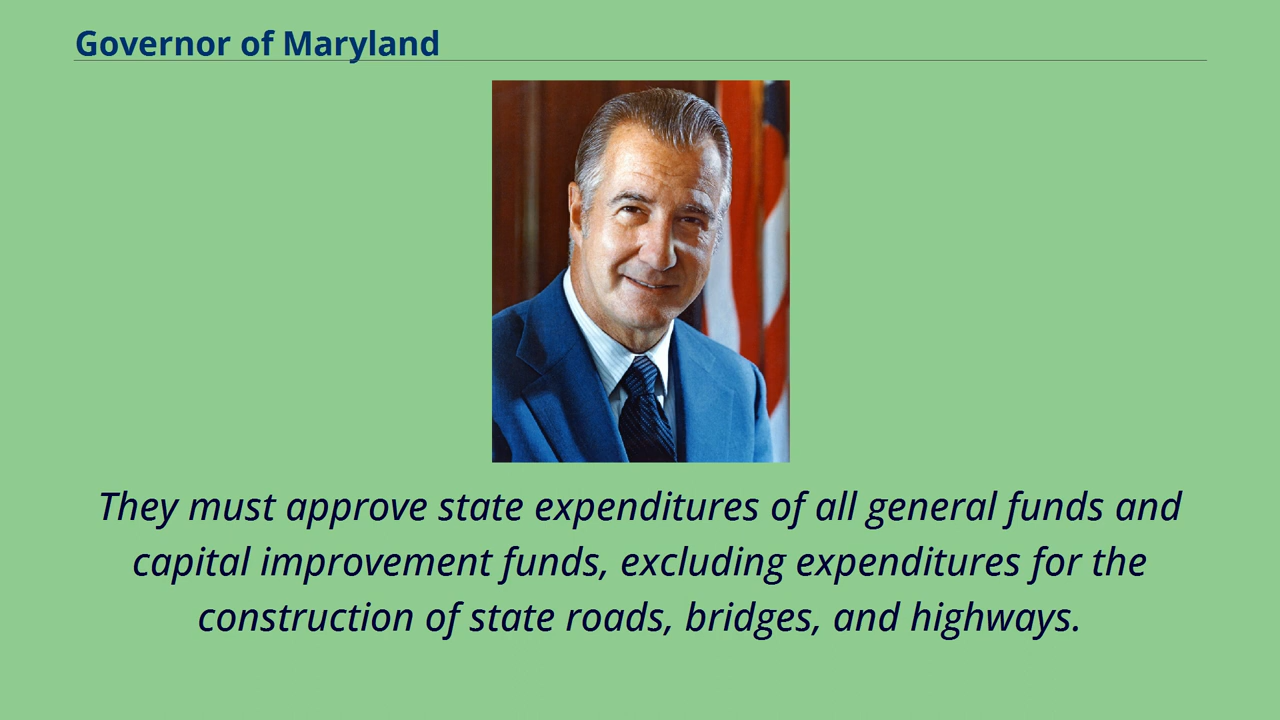 Governor of Maryland
They must approve state expenditures of all general funds and
capital improvement funds, excluding expenditures for the
construction of state roads, bridges, and highways.